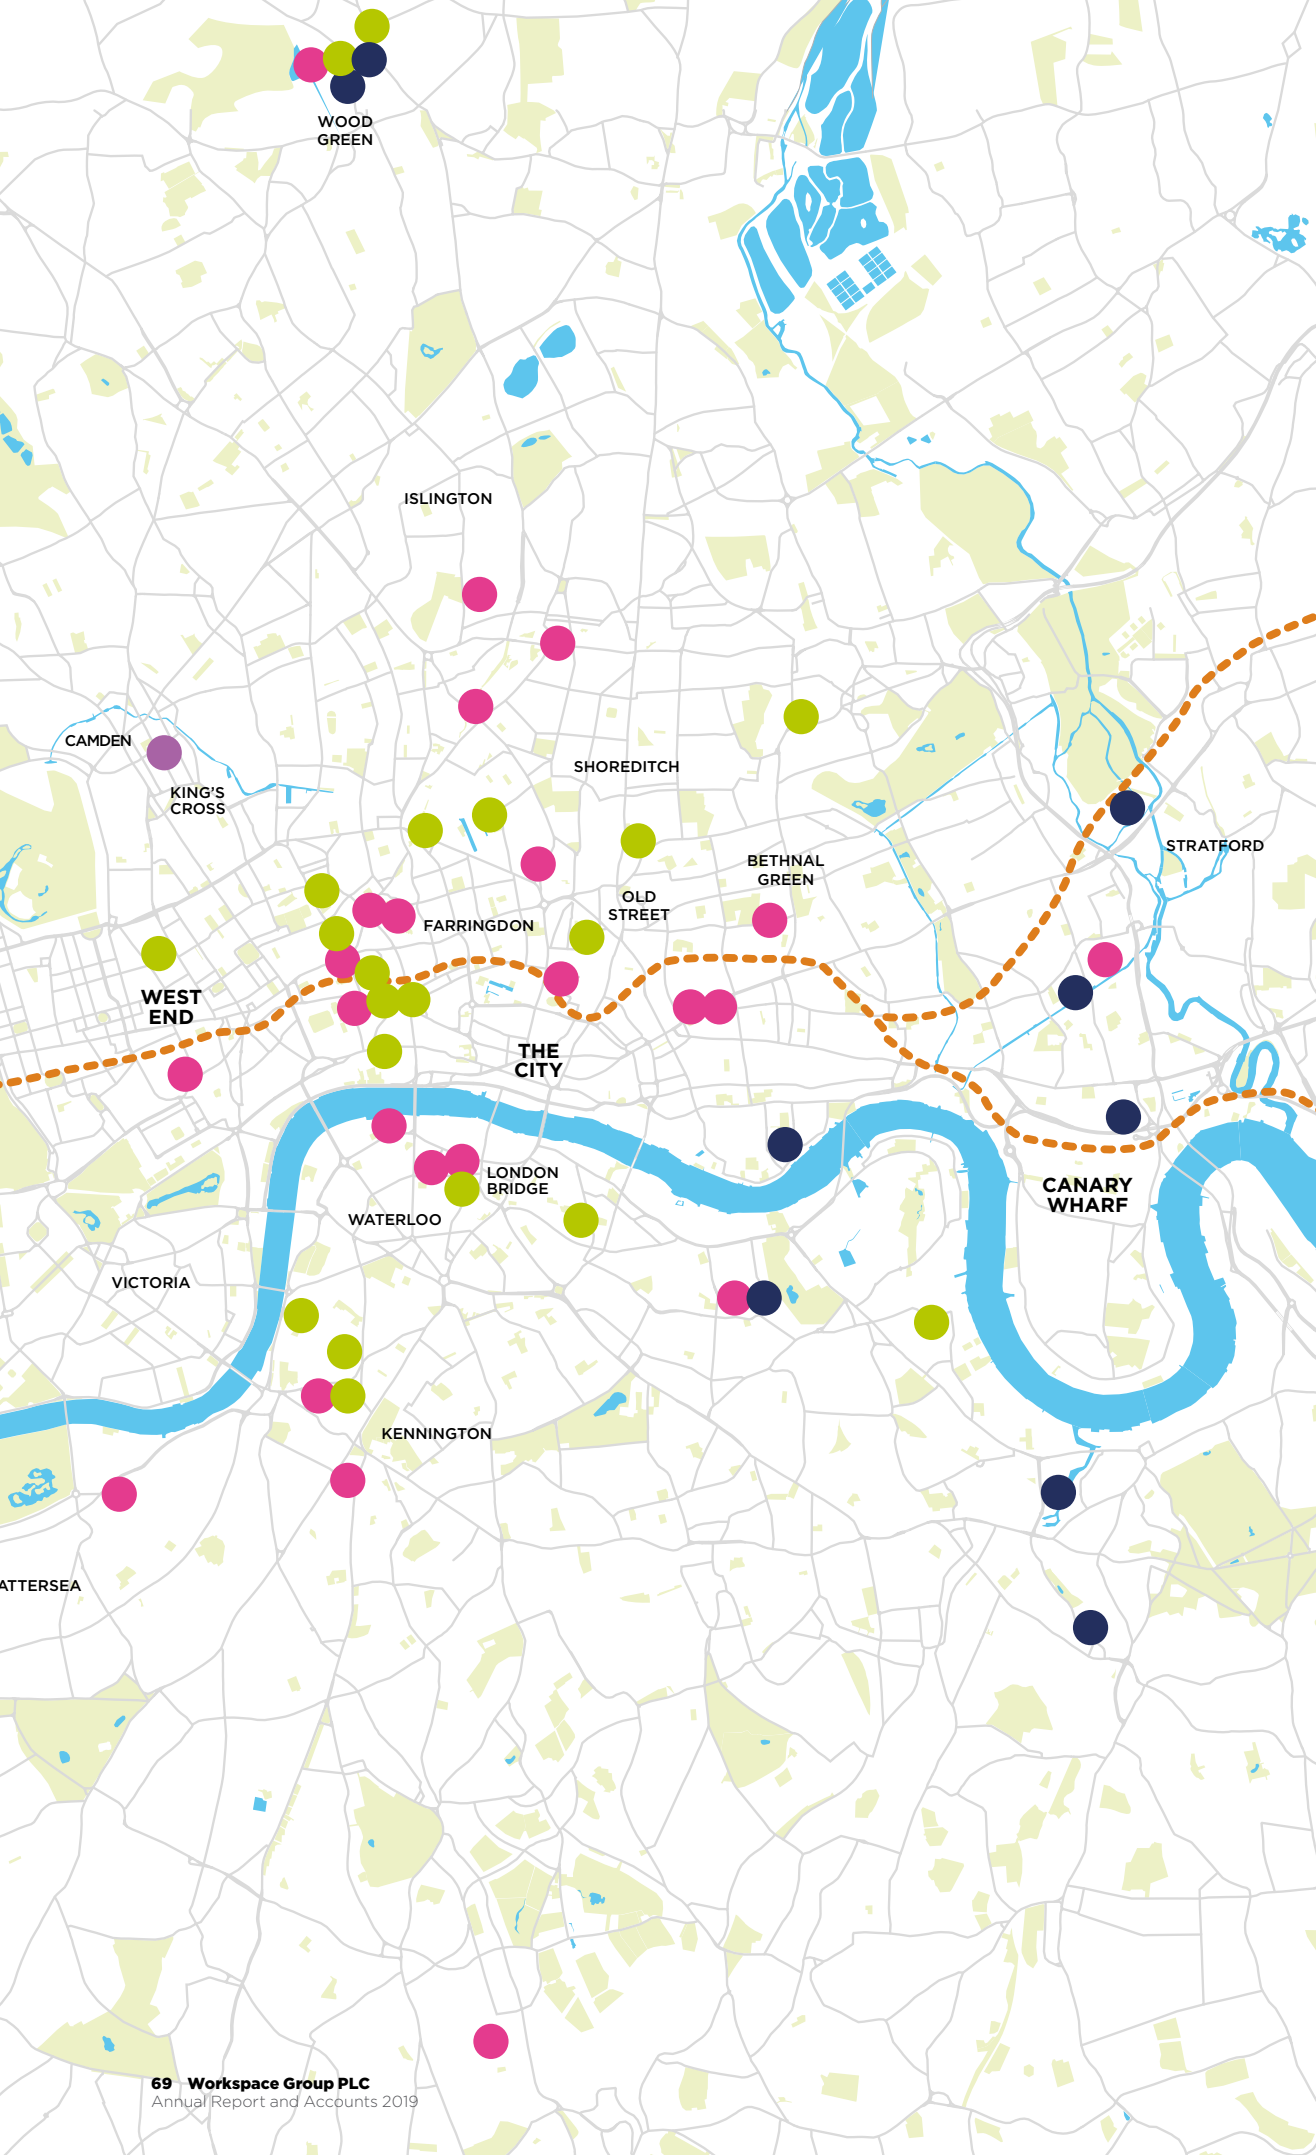 WOOD
GREEN
ISLINGTON
CAMDEN
SHOREDITCH
KING'S
CROSS
STRATFORD
BETHNAL
GREEN
OLD
STREET
FARRINGDON
WEST
END
THE
CITY
LONDON
BRIDGE
CANARY
WHARF
WATERLOO
VICTORIA
KENNINGTON
ATTERSEA
69 Workspace Group PLC
Annual Report and Accounts 2019